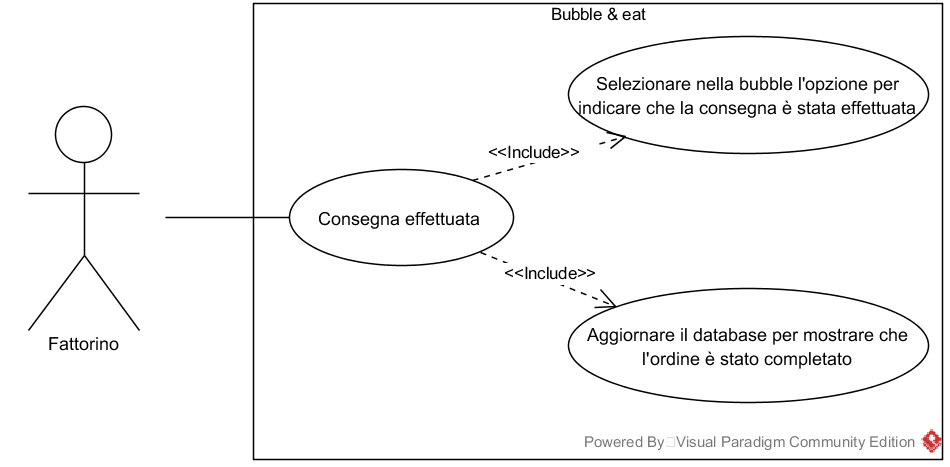 Bubble & eat
Selezionare nella bubble l'opzione per
indicare che la consegna è stata effettuata
<<Include>>
Consegna effettuata
<<Include>>
Aggiornare il database per mostrare che
l'ordine è stato completato
Fattorino
Powered By Visual Paradigm Community Edition